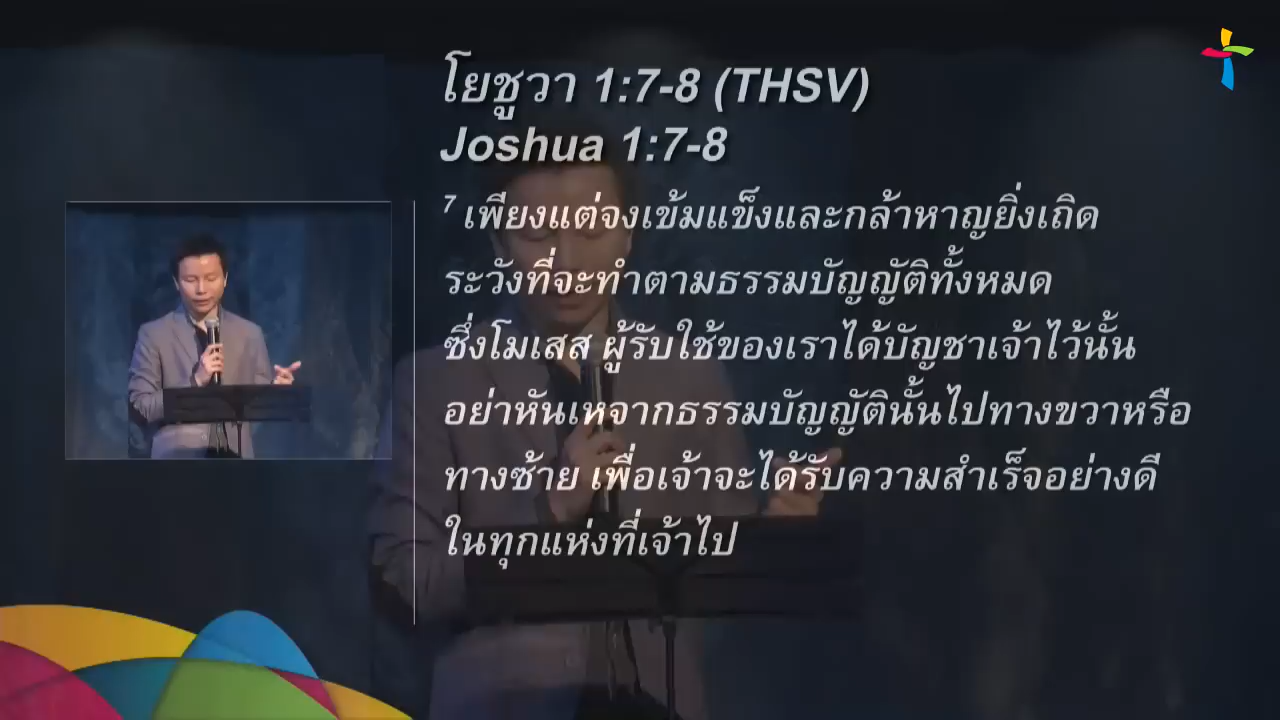 โยชูวา 1:7-8 (THSV)
Joshua 1:7-8
7 เพียงแต่จงเข้มแข็งและกล้าหาญยิ่งเถิด
ระวังที่จะทำตามธรรมบัญญัติทั้งหมด
ซึ่งโมเสส ผู้รับใช้ของเราได้บัญชาเจ้าไว้นั้น
อย่าหันเหจากธรรมบัญญัตินั้นไปทางขวาหรือ
ทางซ้าย เพื่อเจ้าจะได้รับความสำเร็จอย่างดี
ในทุกแห่งที่เจ้าไป